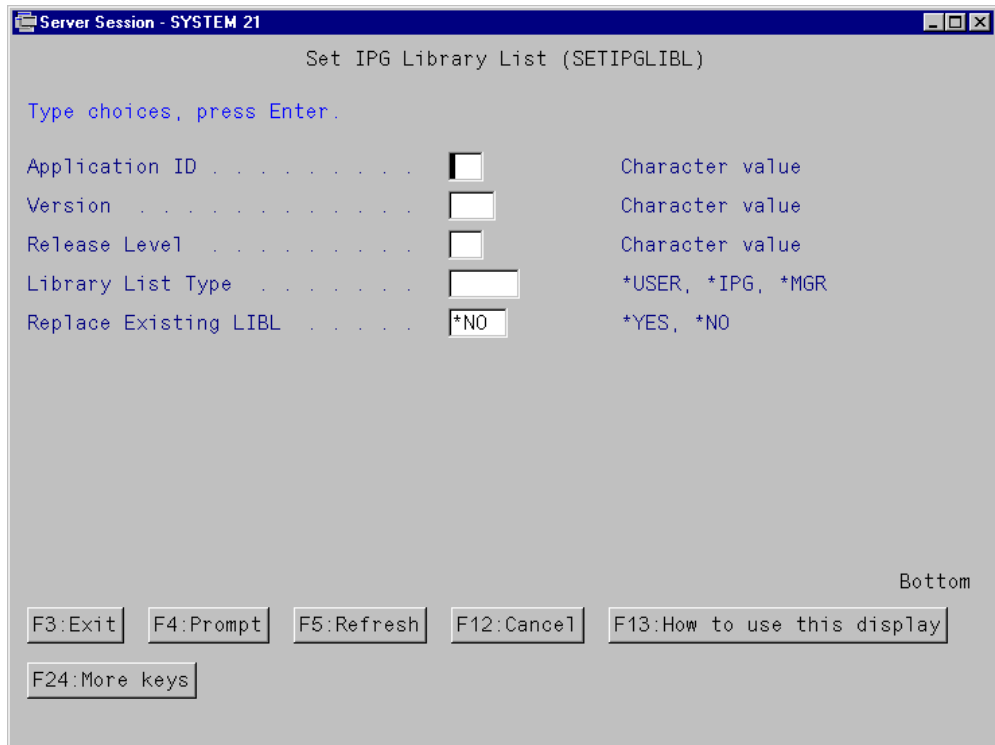 Server Session - SYSTEM 21
Set IPG Library List (SETIPGLIBL)
Type choices, press Enter.
Application ID . . . . . . . . . Character value
Version . . . . . . . . . . . . Character value
Release Level . . . . . . . . . Character value
Library List Type . . . . . . . *USER, *IPG, *MGR
Replace Existing LIBL . . . . . *NO *YES, *NO
Bottom
F3:Exit F4:Prompt F5:Refresh F12:Cancel F13:How to use this display
F24:More keys